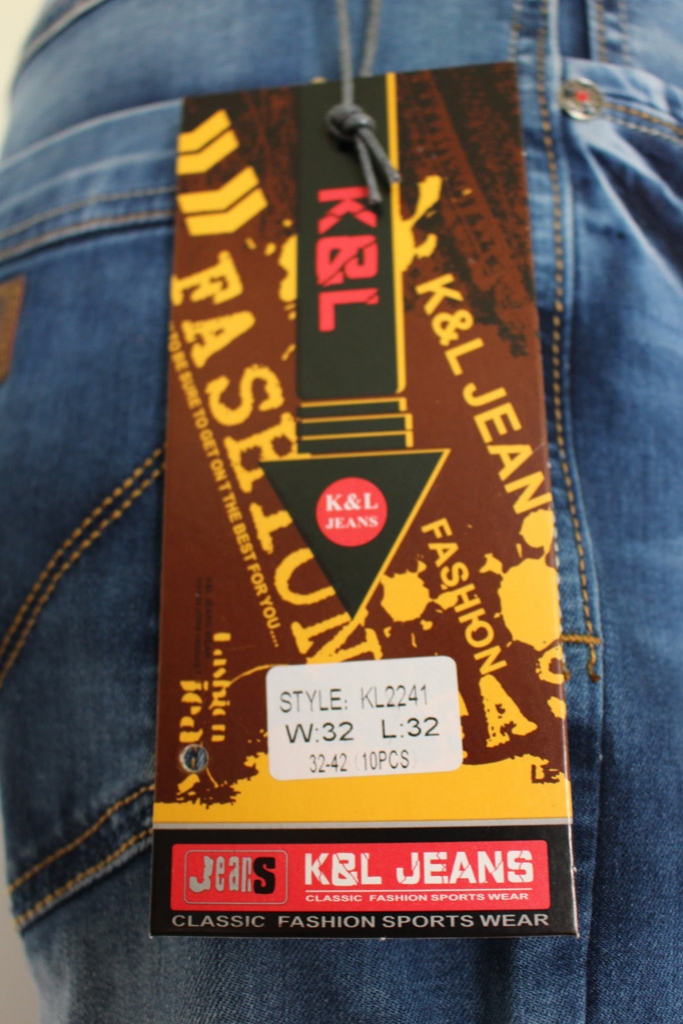 K&L
FASHION
TO BE SURE TO GET ON T THE BEST FOR YOU....
K&L JEANS
K&L
JEANS
FASHION
STYLE: KL2241
W:32 L:32
32-42 (10PCS)
Jeans
K&L JEANS
CLASSIC FASHION SPORTS WEAR
CLASSIC FASHION SPORTS WEAR